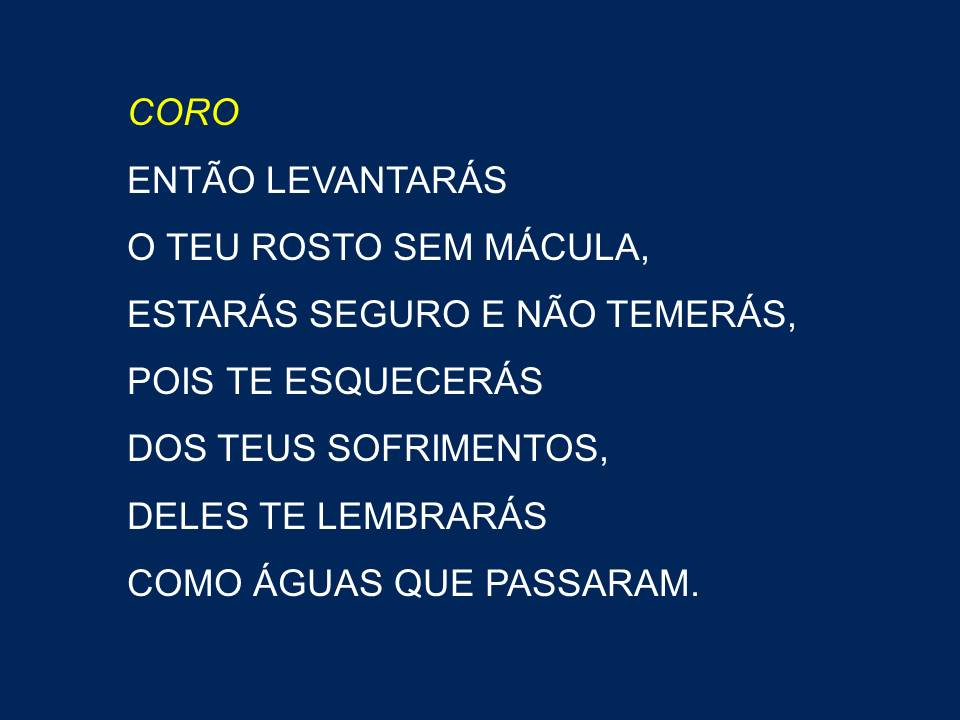 CORO
ENTÃO LEVANTARÁS
O TEU ROSTO SEM MÁCULA,
ESTARÁS SEGURO E NÃO TEMERÁS,
POIS TE ESQUECERÁS
DOS TEUS SOFRIMENTOS,
DELES TE LEMBRARÁS
COMO ÁGUAS QUE PASSARAM.